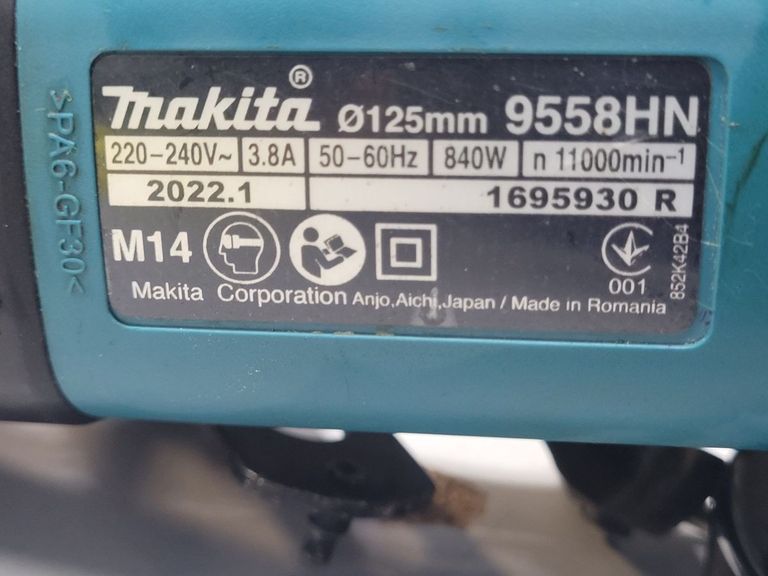 makita® Ø125mm 9558HN
220-240V~ 3.8A 50-60Hz 840W n 11000min⁻¹
2022.1 1695930 R
M14
001
Makita Corporation Anjo,Aichi,Japan / Made in Romania
852K42B4
>PA6-GF30<